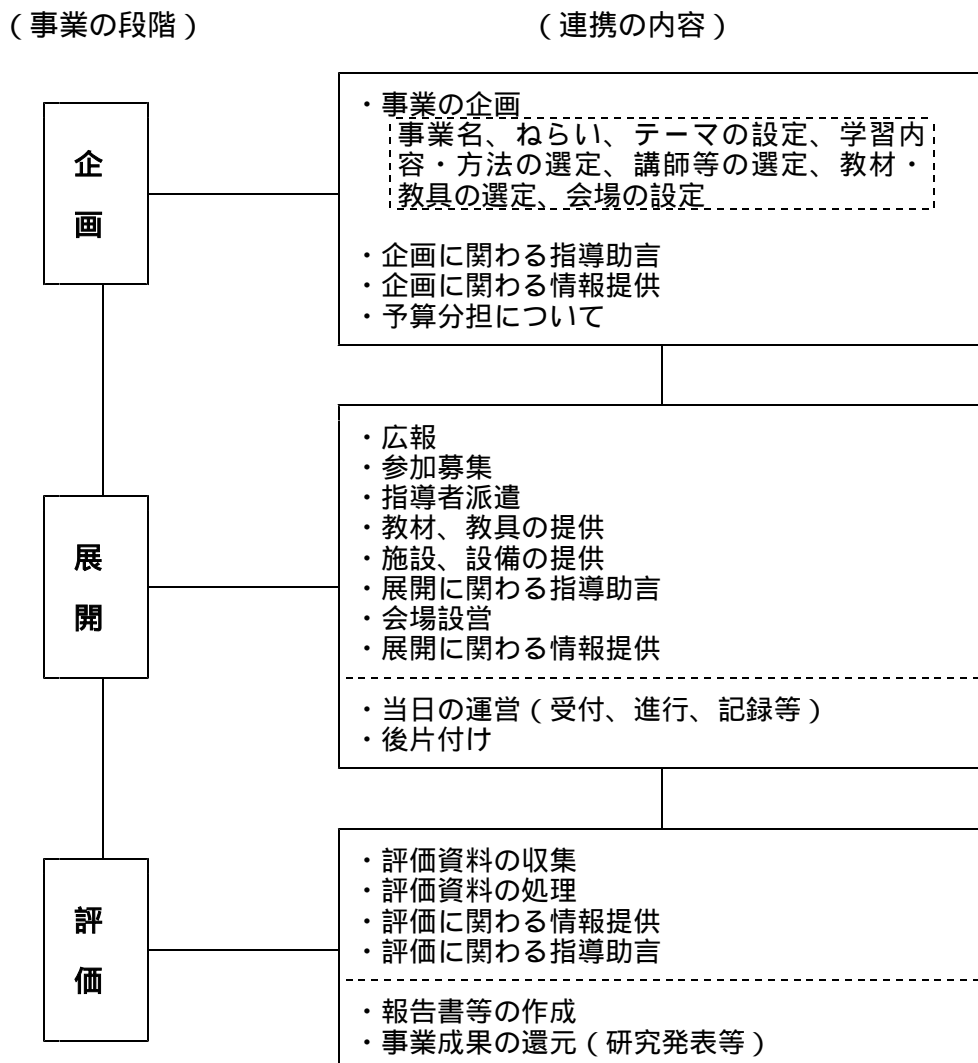 （事業の段階）
（連携の内容）
企
画
・事業の企画
事業名、ねらい、テーマの設定、学習内
容・方法の選定、講師等の選定、教材・
教具の選定、会場の設定
・企画に関わる指導助言
・企画に関わる情報提供
・予算分担について
展
開
・広報
・参加募集
・指導者派遣
・教材、教具の提供
・施設、設備の提供
・展開に関わる指導助言
・会場設営
・展開に関わる情報提供
・当日の運営（受付、進行、記録等）
・後片付け
評
価
・評価資料の収集
・評価資料の処理
・評価に関わる情報提供
・評価に関わる指導助言
・報告書等の作成
・事業成果の還元（研究発表等）